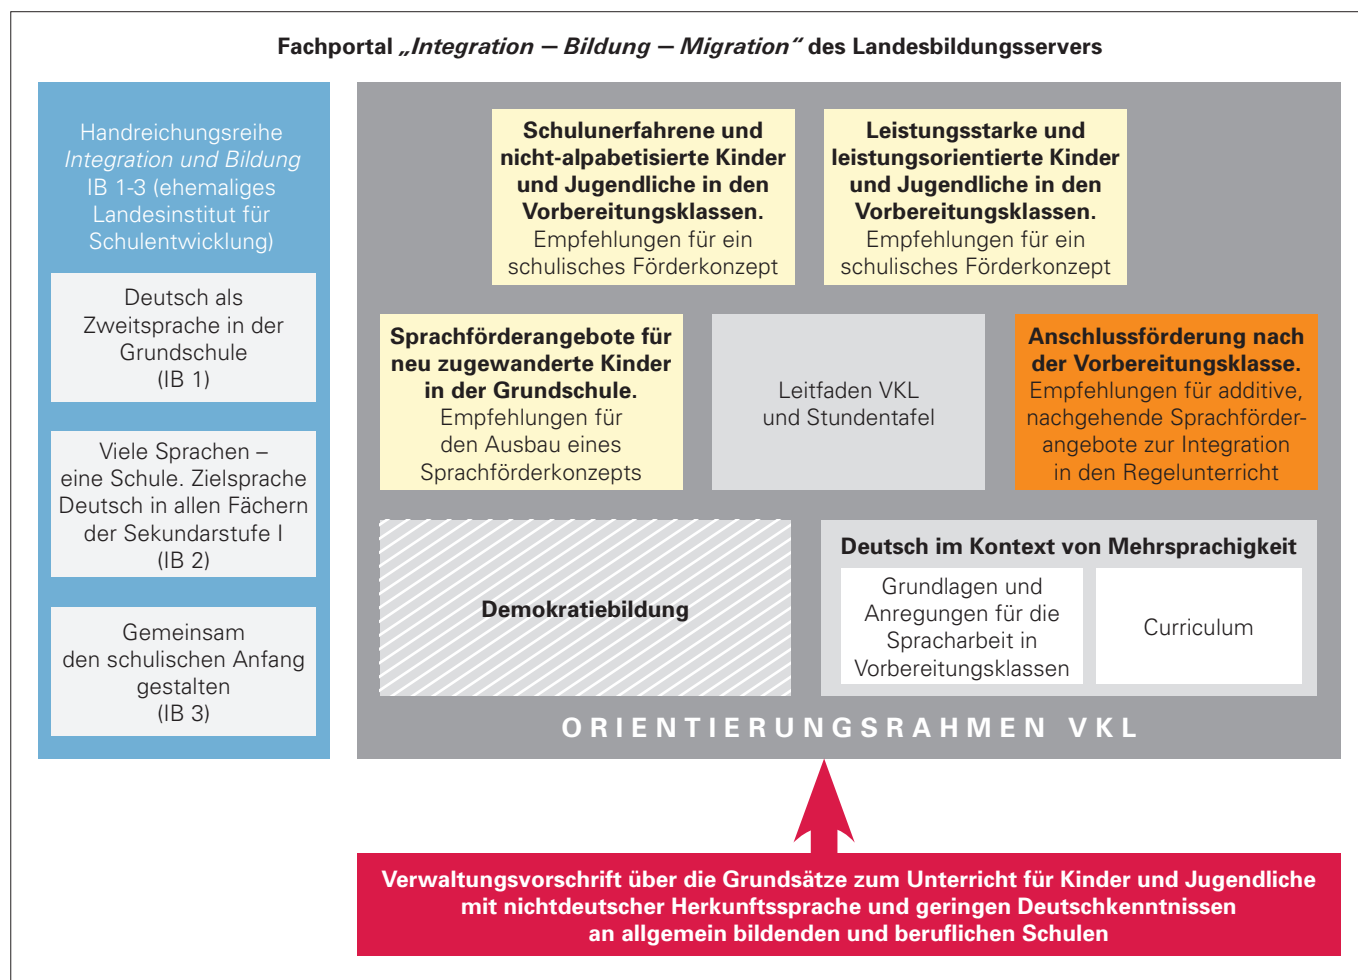 Fachportal „Integration – Bildung – Migration“ des Landesbildungsservers
Handreichungsreihe
Integration und Bildung
IB 1-3 (ehemaliges
Landesinstitut für
Schulentwicklung)
Deutsch als
Zweitsprache in der
Grundschule
(IB 1)
Viele Sprachen –
eine Schule. Zielsprache
Deutsch in allen Fächern
der Sekundarstufe I
(IB 2)
Gemeinsam
den schulischen Anfang
gestalten
(IB 3)
Schulunerfahrene und
nicht-alpabetisierte Kinder
und Jugendliche in den
Vorbereitungsklassen.
Empfehlungen für ein
schulisches Förderkonzept
Leistungsstarke und
leistungsorientierte Kinder
und Jugendliche in den
Vorbereitungsklassen.
Empfehlungen für ein
schulisches Förderkonzept
Sprachförderangebote für
neu zugewanderte Kinder
in der Grundschule.
Empfehlungen für
den Ausbau eines
Sprachförderkonzepts
Leitfaden VKL
und Stundentafel
Anschlussförderung nach
der Vorbereitungsklasse.
Empfehlungen für additive,
nachgehende Sprachförder-
angebote zur Integration
in den Regelunterricht
Demokratiebildung
Deutsch im Kontext von Mehrsprachigkeit
Grundlagen und
Anregungen für die
Spracharbeit in
Vorbereitungsklassen
Curriculum
ORIENTIERUNGSRAHMEN VKL
Verwaltungsvorschrift über die Grundsätze zum Unterricht für Kinder und Jugendliche
mit nichtdeutscher Herkunftssprache und geringen Deutschkenntnissen
an allgemein bildenden und beruflichen Schulen